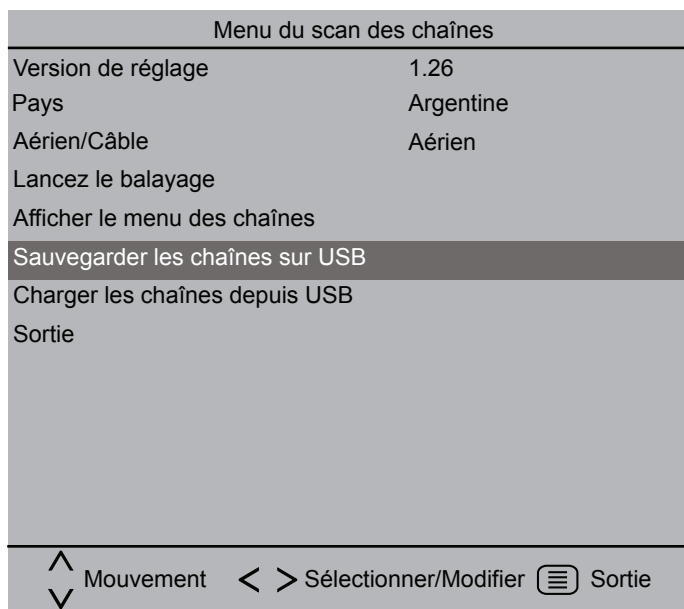 Menu du scan des chaînes
Version de réglage 1.26
Pays Argentine
Aérien/Câble Aérien
Lancez le balayage
Afficher le menu des chaînes
Sauvegarder les chaînes sur USB
Charger les chaînes depuis USB
Sortie
Mouvement Sélectionner/Modifier Sortie